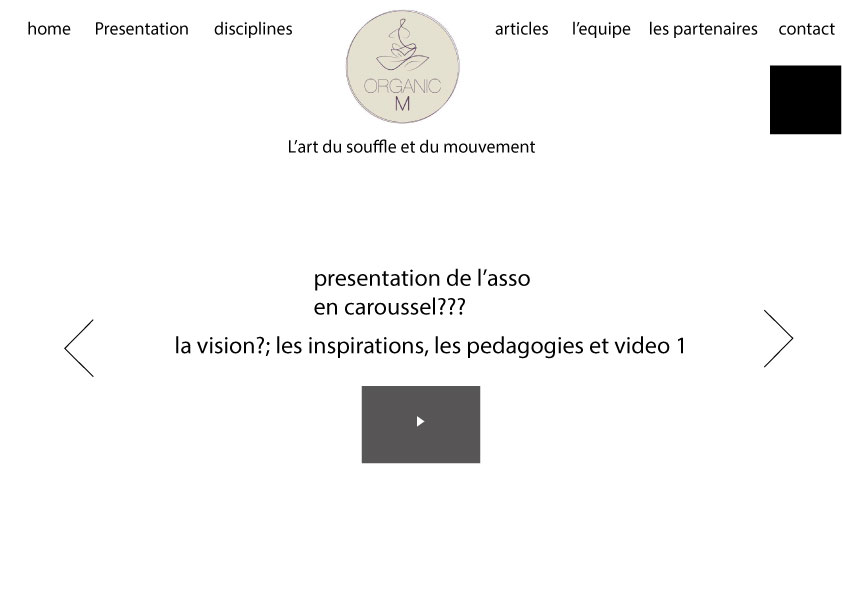 home Presentation disciplines articles l’equipe les partenaires contact
ORGANIC
M
L’art du souffle et du mouvement
presentation de l’asso
en caroussel???
la vision?; les inspirations, les pedagogies et video 1